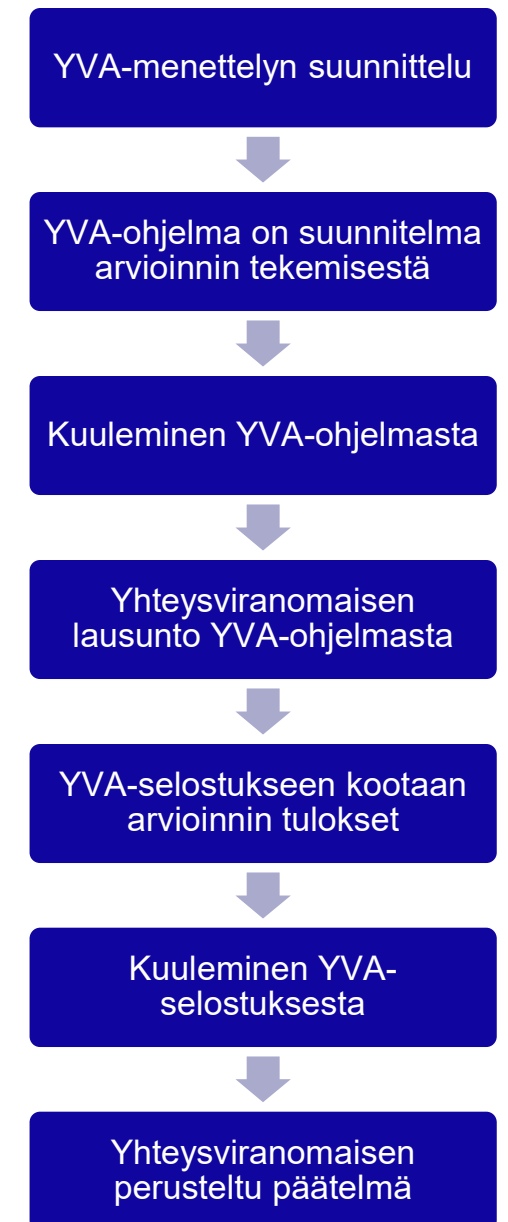 YVA-menettelyn suunnittelu
YVA-ohjelma on suunnitelma
arvioinnin tekemisestä
Kuuleminen YVA-ohjelmasta
Yhteysviranomaisen
lausunto YVA-ohjelmasta
YVA-selostukseen kootaan
arvioinnin tulokset
Kuuleminen YVA-
selostuksesta
Yhteysviranomaisen
perusteltu päätelmä